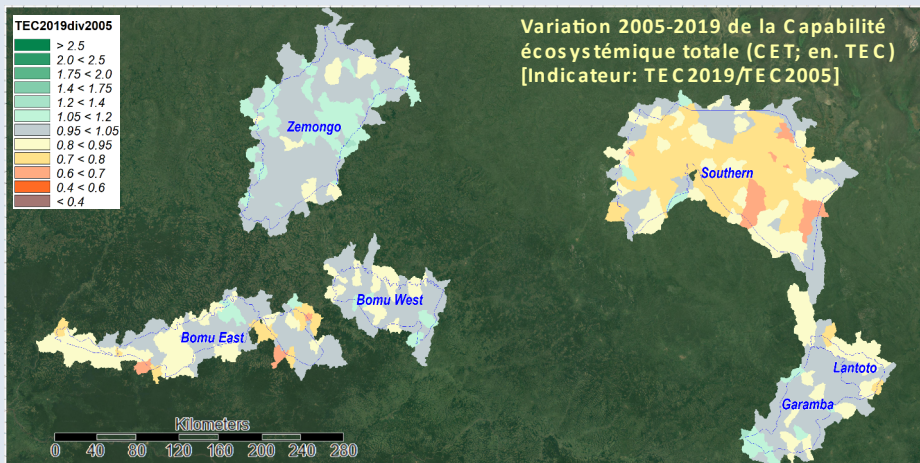 TEC2019div2005
> 2.5
2.0 < 2.5
1.75 < 2.0
1.4 < 1.75
1.2 < 1.4
1.05 < 1.2
0.95 < 1.05
0.8 < 0.95
0.7 < 0.8
0.6 < 0.7
0.4 < 0.6
< 0.4
Variation 2005-2019 de la Capabilité
écosystémique totale (CET; en. TEC)
[Indicateur: TEC2019/TEC2005]
Zemongo
Southern
Bomu West
Bomu East
Lantoto
Garamba
Kilometers
0 40 80 120 160 200 240 280